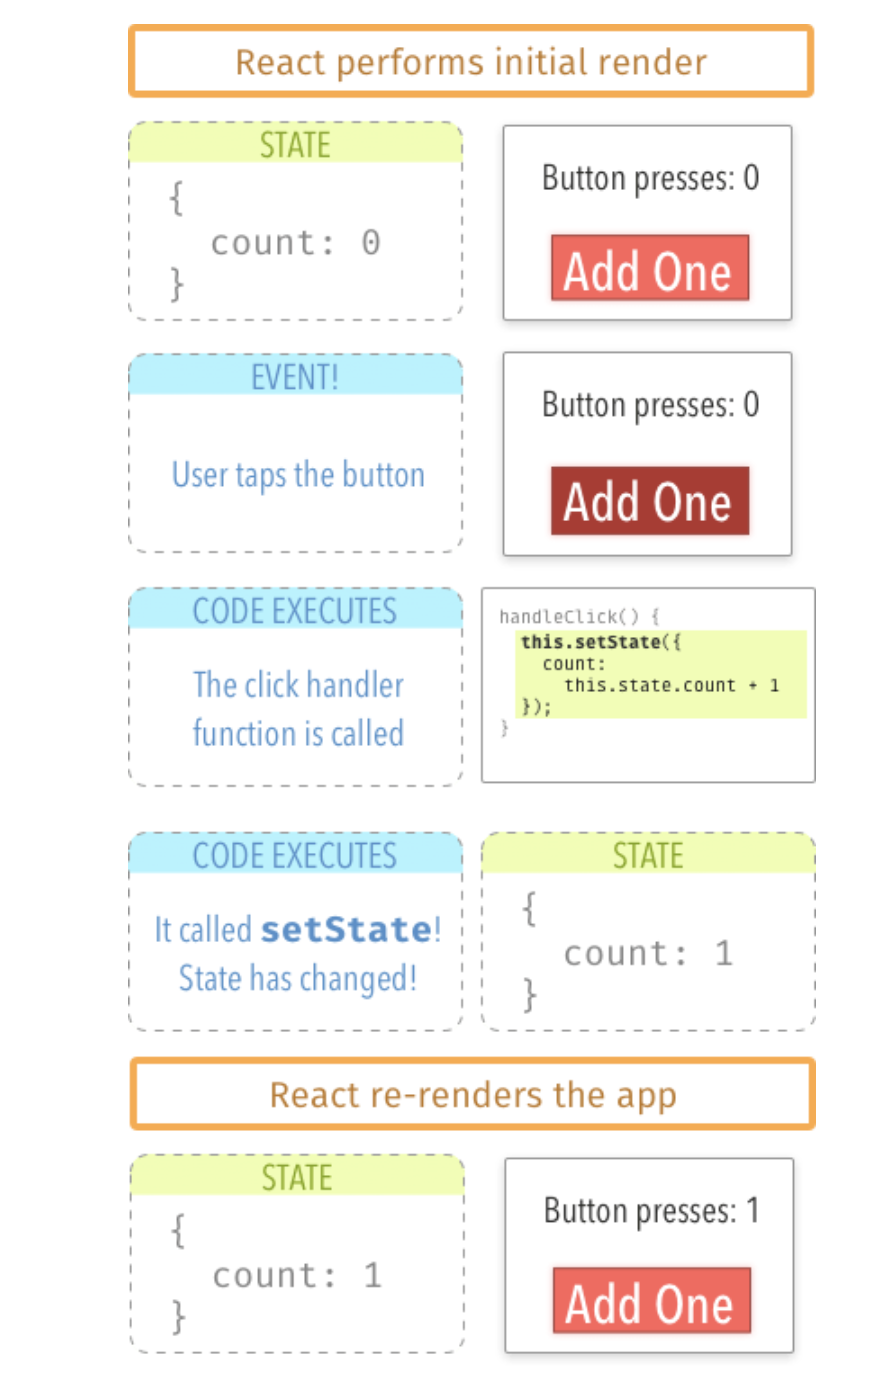 React performs initial render
STATE
{
count: 0
}
Button presses: 0
Add One
EVENT!
User taps the button
Button presses: 0
Add One
CODE EXECUTES
The click handler
function is called
handleClick() {
this.setState({
count:
this.state.count + 1
});
}
CODE EXECUTES
It called setState!
State has changed!
STATE
{
count: 1
}
React re-renders the app
STATE
{
count: 1
}
Button presses: 1
Add One